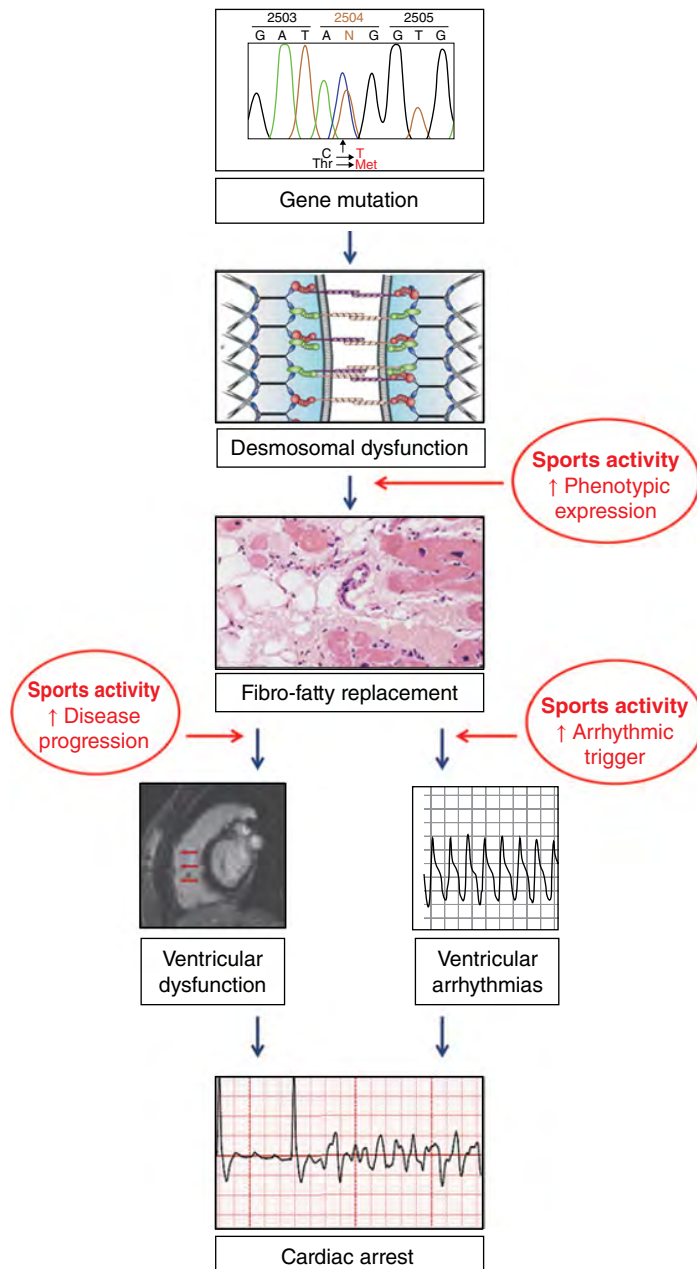 2503 2504 2505
G A T A N G G T G
C → T
Thr → Met
Gene mutation
Desmosomal dysfunction
Sports activity
↑ Phenotypic
expression
Fibro-fatty replacement
Sports activity
↑ Disease
progression
Sports activity
↑ Arrhythmic
trigger
Ventricular
dysfunction
Ventricular
arrhythmias
Cardiac arrest